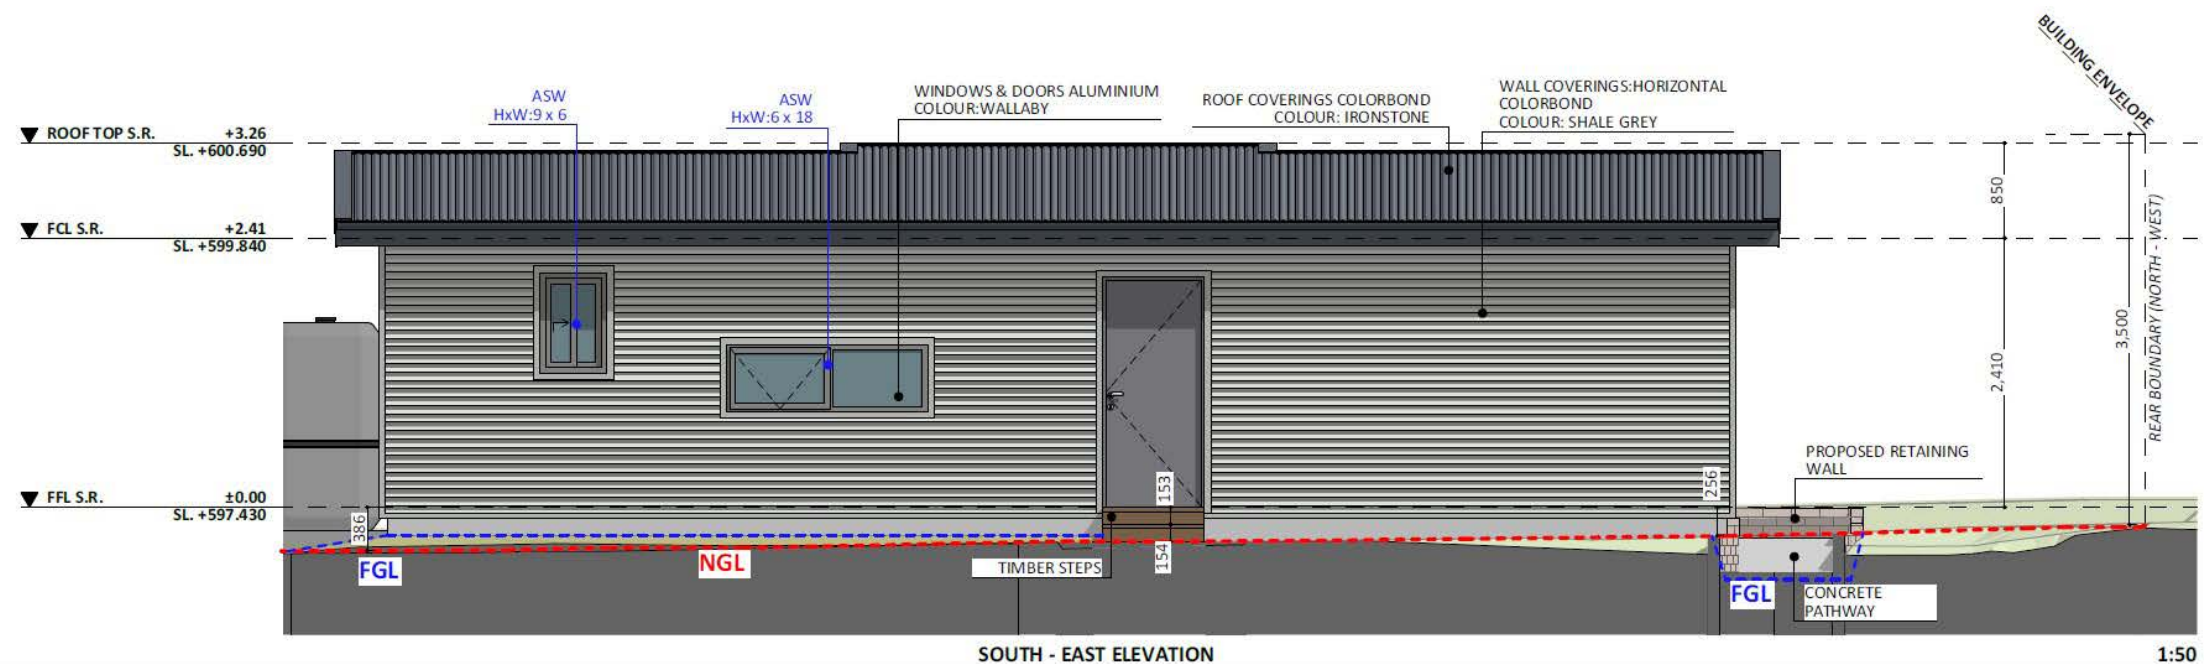 BUILDING ENVELOPE
ASW
HxW:9 x 6
ASW
HxW:6 x 18
WINDOWS & DOORS ALUMINIUM
COLOUR:WALLABY
ROOF COVERINGS COLORBOND
COLOUR: IRONSTONE
WALL COVERINGS:HORIZONTAL
COLORBOND
COLOUR: SHALE GREY
ROOF TOP S.R. +3.26
SL. +600.690
FCL S.R. +2.41
SL. +599.840
FFL S.R. ±0.00
SL. +597.430
850
2,410
3,500
REAR BOUNDARY (NORTH - WEST)
PROPOSED RETAINING
WALL
386
153
154
256
FGL
NGL
TIMBER STEPS
FGL
CONCRETE
PATHWAY
SOUTH - EAST ELEVATION
1:50